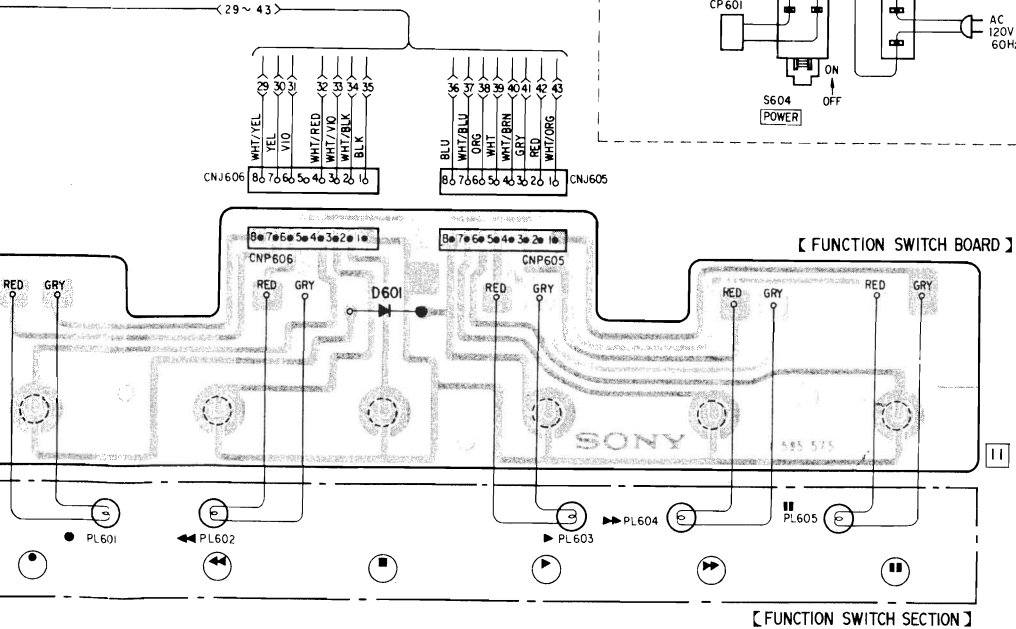 29 ~ 43
CP601
AC
120V
60Hz
ON
OFF
S604
POWER
29 30 31 32 33 34 35
36 37 38 39 40 41 42 43
WHT/YEL
YEL
VIO
WHT/RED
WHT/VIO
WHT/BLK
BLK
BLU
WHT/BLU
ORG
WHT
WHT/BRN
GRY
RED
WHT/ORG
CNJ606
8 7 6 5 4 3 2 1
8 7 6 5 4 3 2 1
CNJ605
8 7 6 5 4 3 2 1
CNP606
8 7 6 5 4 3 2 1
CNP605
【 FUNCTION SWITCH BOARD 】
RED GRY
RED GRY
D601
RED GRY
RED GRY
RED GRY
SONY
11
PL601
PL602
PL603
PL604
PL605
【 FUNCTION SWITCH SECTION 】